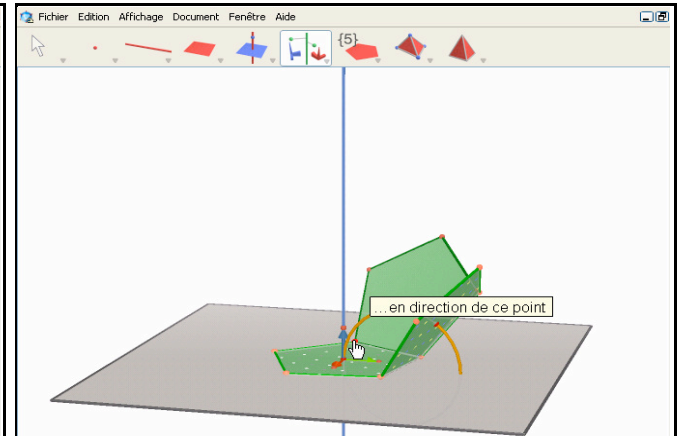 Fichier Edition Affichage Document Fenêtre Aide
{5}
...en direction de ce point